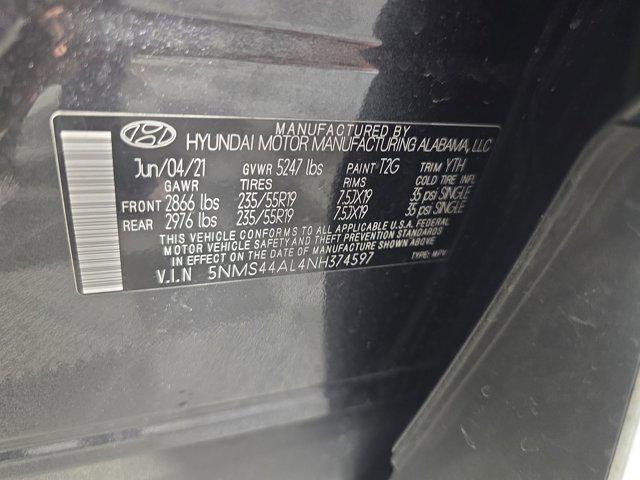 MANUFACTURED BY
HYUNDAI MOTOR MANUFACTURING ALABAMA, LLC
Jun/04/21 GVWR 5247 lbs PAINT T2G TRIM YTH
GAWR TIRES RIMS COLD TIRE INFL
FRONT 2866 lbs 235/55R19 7.5JX19 35 psi SINGLE
REAR 2976 lbs 235/55R19 7.5JX19 35 psi SINGLE
THIS VEHICLE CONFORMS TO ALL APPLICABLE U.S.A. FEDERAL
MOTOR VEHICLE SAFETY AND THEFT PREVENTION STANDARDS
IN EFFECT ON THE DATE OF MANUFACTURE SHOWN ABOVE.
V.I.N 5NMS44AL4NH374597 TYPE: MPV